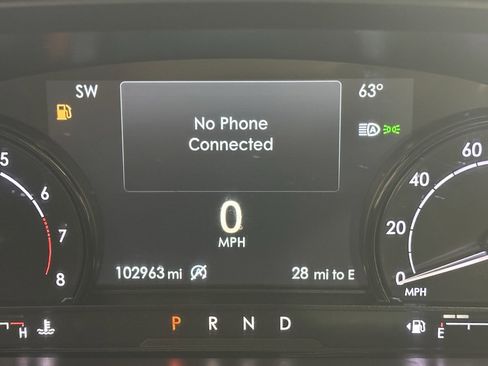 SW
63°
No Phone
Connected
A
5
6
7
8
60
40
20
0
MPH
0
MPH
102963 mi
A
28 mi to E
P R N D
H
E